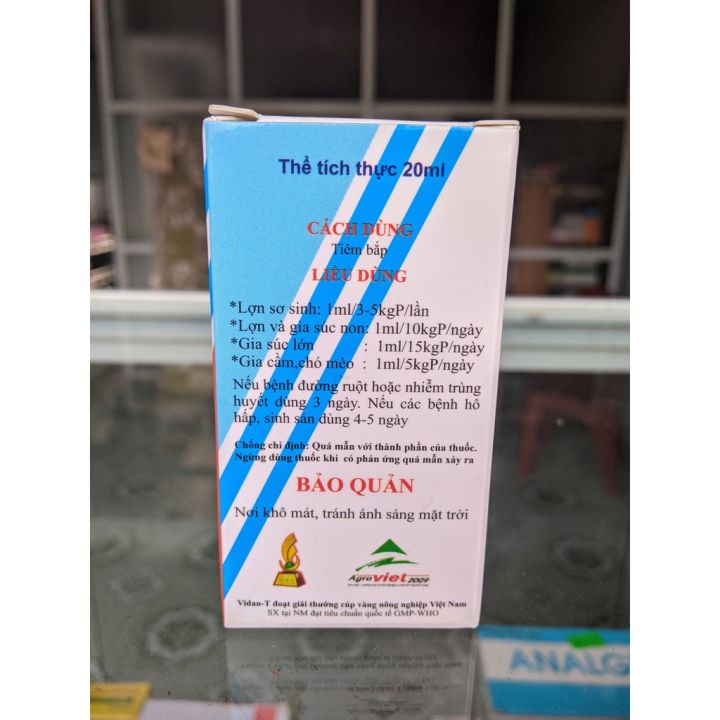 Thể tích thực 20ml
CÁCH DÙNG
Tiêm bắp
LIỀU DÙNG
*Lợn sơ sinh: 1ml/3-5kgP/lần
*Lợn và gia súc non: 1ml/10kgP/ngày
*Gia súc lớn : 1ml/15kgP/ngày
*Gia cầm,chó mèo : 1ml/5kgP/ngày
Nếu bệnh đường ruột hoặc nhiễm trùng
huyết dùng 3 ngày. Nếu các bệnh hô
hấp, sinh sản dùng 4-5 ngày
Chống chỉ định: Quá mẫn với thành phần của thuốc.
Ngừng dùng thuốc khi có phản ứng quá mẫn xảy ra
BẢO QUẢN
Nơi khô mát, tránh ánh sáng mặt trời
Agroviet 2009
Vidan-T đoạt giải thưởng cúp vàng nông nghiệp Việt Nam
SX tại NM đạt tiêu chuẩn quốc tế GMP-WHO
ANALG